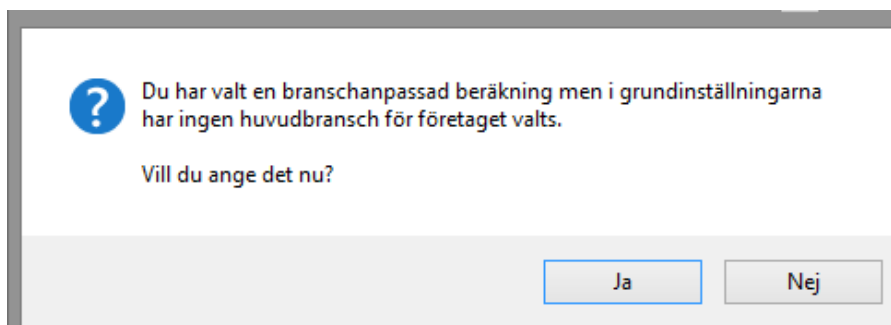 Du har valt en branschanpassad beräkning men i grundinställningarna
har ingen huvudbransch för företaget valts.
Vill du ange det nu?
Ja
Nej